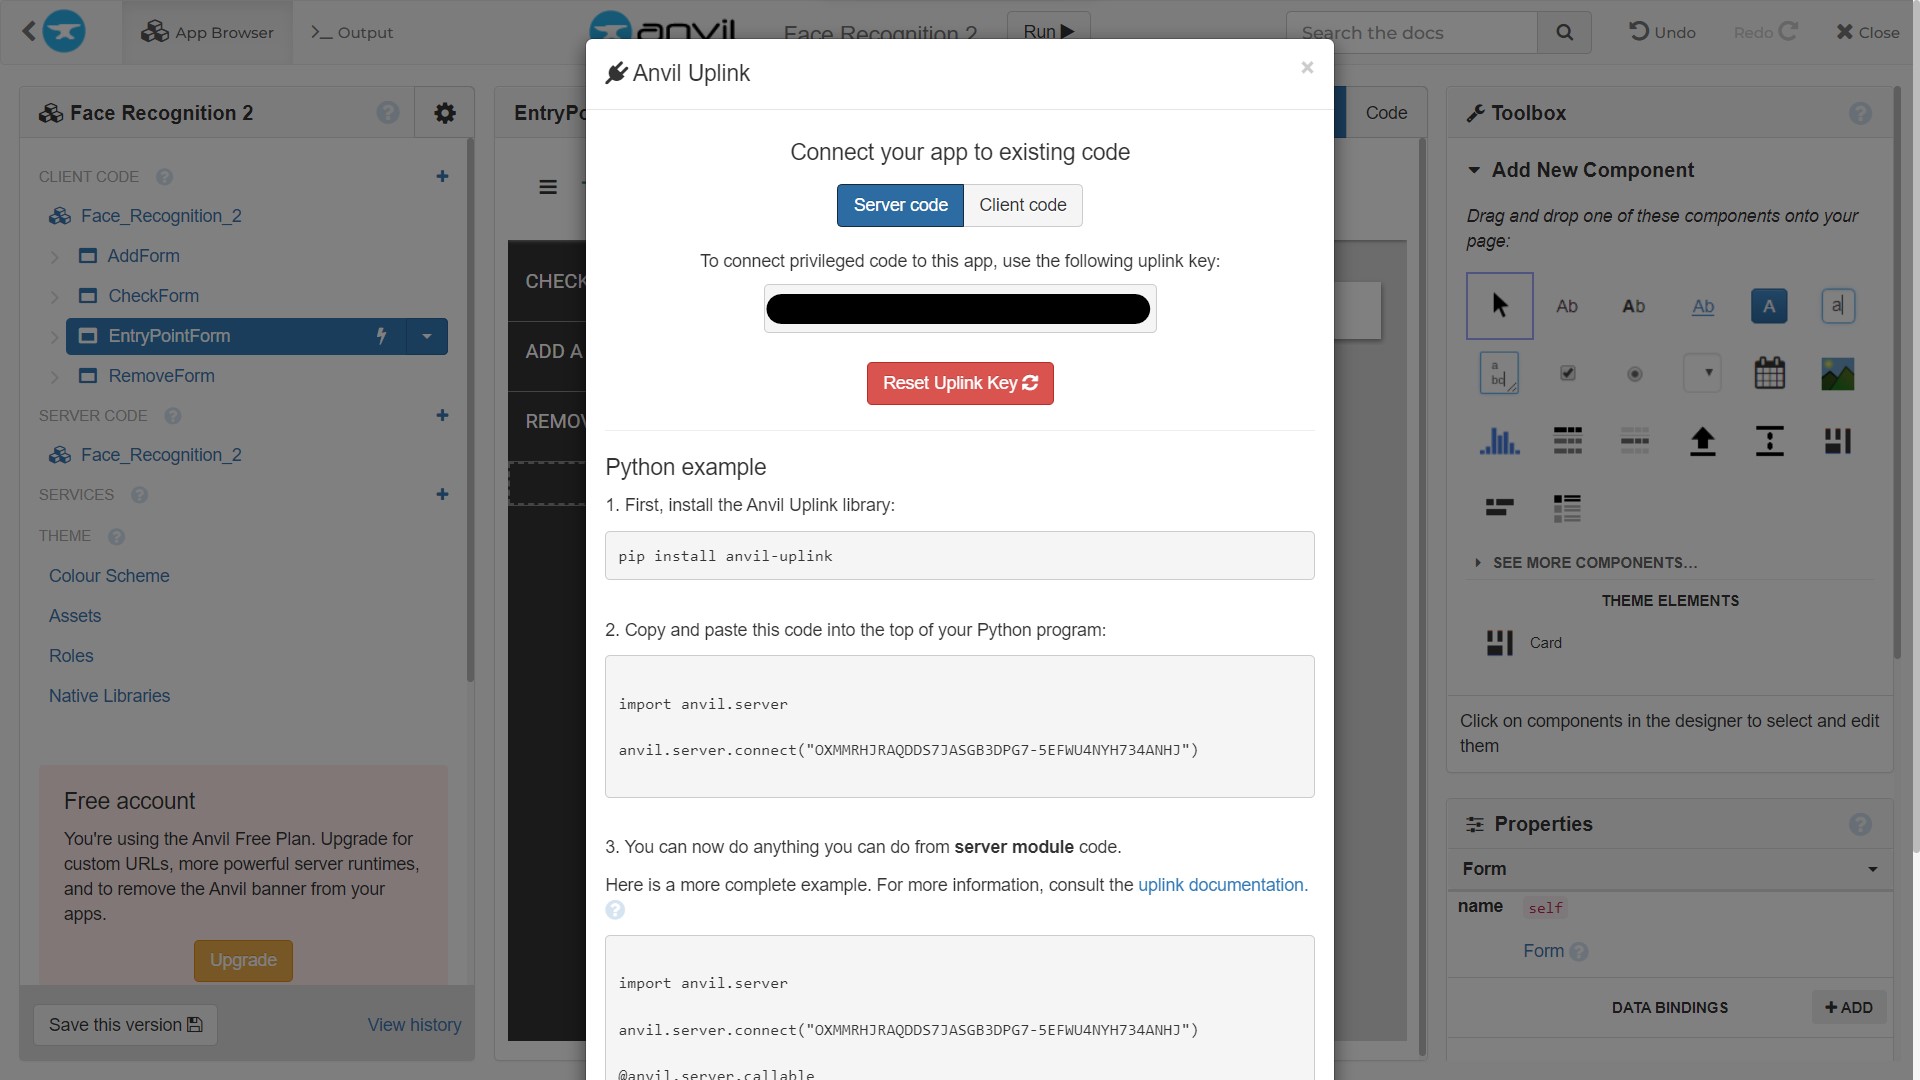 App Browser
Output
anvil
Face Recognition 2
Run
Search the docs
Undo
Redo
Close
Face Recognition 2
CLIENT CODE
Face_Recognition_2
AddForm
CheckForm
EntryPointForm
RemoveForm
SERVER CODE
Face_Recognition_2
SERVICES
THEME
Colour Scheme
Assets
Roles
Native Libraries
Free account
You're using the Anvil Free Plan. Upgrade for
custom URLs, more powerful server runtimes,
and to remove the Anvil banner from your
apps.
Upgrade
Save this version
View history
EntryPo
Code
CHECK
ADD A
REMOV
Anvil Uplink
×
Connect your app to existing code
Server code
Client code
To connect privileged code to this app, use the following uplink key:
Reset Uplink Key
Python example
1. First, install the Anvil Uplink library:
pip install anvil-uplink
2. Copy and paste this code into the top of your Python program:
import anvil.server
anvil.server.connect("OXMMRHJRAQDDS7JASGB3DPG7-5EFWU4NYH734ANHJ")
3. You can now do anything you can do from server module code.
Here is a more complete example. For more information, consult the uplink documentation.
import anvil.server
anvil.server.connect("OXMMRHJRAQDDS7JASGB3DPG7-5EFWU4NYH734ANHJ")
@anvil.server.callable
Toolbox
Add New Component
Drag and drop one of these components onto your
page:
Ab
Ab
Ab
A
a
a
bc
SEE MORE COMPONENTS...
THEME ELEMENTS
Card
Click on components in the designer to select and edit
them
Properties
Form
name self
Form
DATA BINDINGS
+ ADD